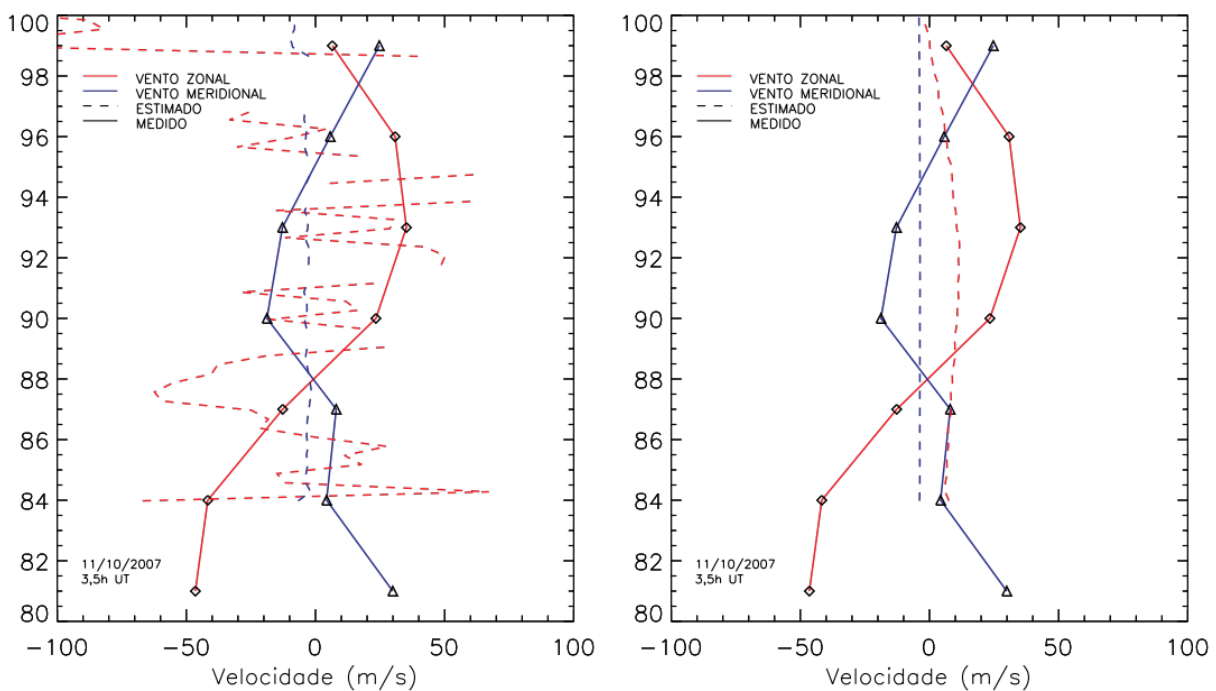 100
98
96
94
92
90
88
86
84
82
80
VENTO ZONAL
VENTO MERIDIONAL
ESTIMADO
MEDIDO
11/10/2007
3,5h UT
-100
-50
0
50
100
Velocidade (m/s)
100
98
96
94
92
90
88
86
84
82
80
VENTO ZONAL
VENTO MERIDIONAL
ESTIMADO
MEDIDO
11/10/2007
3,5h UT
-100
-50
0
50
100
Velocidade (m/s)